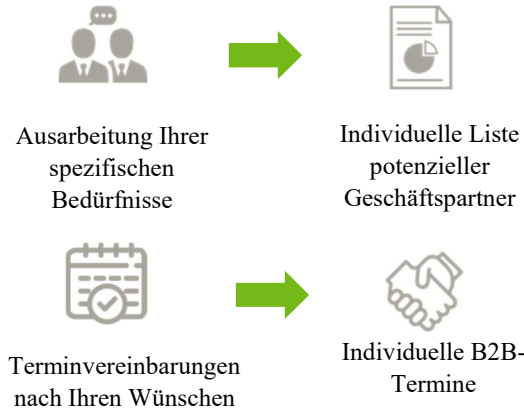 Ausarbeitung Ihrer
spezifischen
Bedürfnisse
Individuelle Liste
potenzieller
Geschäftspartner
Terminvereinbarungen
nach Ihren Wünschen
Individuelle B2B-
Termine